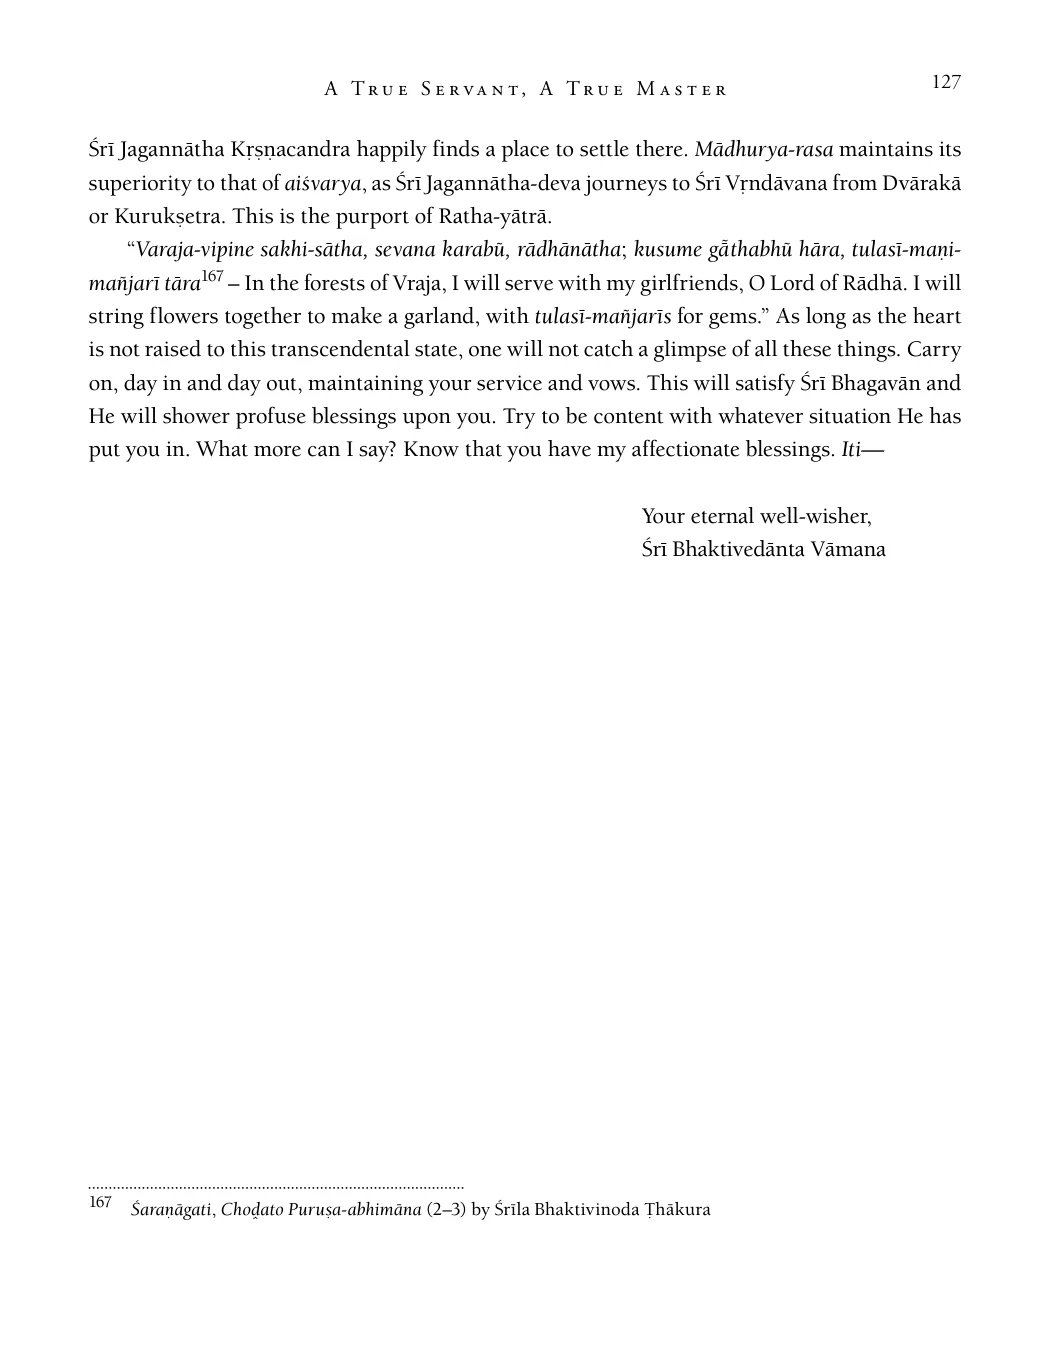 A True Servant, A True Master
127
Śrī Jagannātha Kṛṣṇacandra happily finds a place to settle there. Mādhurya-rasa maintains its
superiority to that of aiśvarya, as Śrī Jagannātha-deva journeys to Śrī Vṛndāvana from Dvārakā
or Kurukṣetra. This is the purport of Ratha-yātrā.
“Varaja-vipine sakhi-sātha, sevana karabũ, rādhānātha; kusume gā̃thabhũ hāra, tulasī-maṇi-
mañjarī tāra167 – In the forests of Vraja, I will serve with my girlfriends, O Lord of Rādhā. I will
string flowers together to make a garland, with tulasī-mañjarīs for gems.” As long as the heart
is not raised to this transcendental state, one will not catch a glimpse of all these things. Carry
on, day in and day out, maintaining your service and vows. This will satisfy Śrī Bhagavān and
He will shower profuse blessings upon you. Try to be content with whatever situation He has
put you in. What more can I say? Know that you have my affectionate blessings. Iti—
Your eternal well-wisher,
Śrī Bhaktivedānta Vāmana
167 Śaraṇāgati, Choḓato Puruṣa-abhimāna (2–3) by Śrīla Bhaktivinoda Ṭhākura